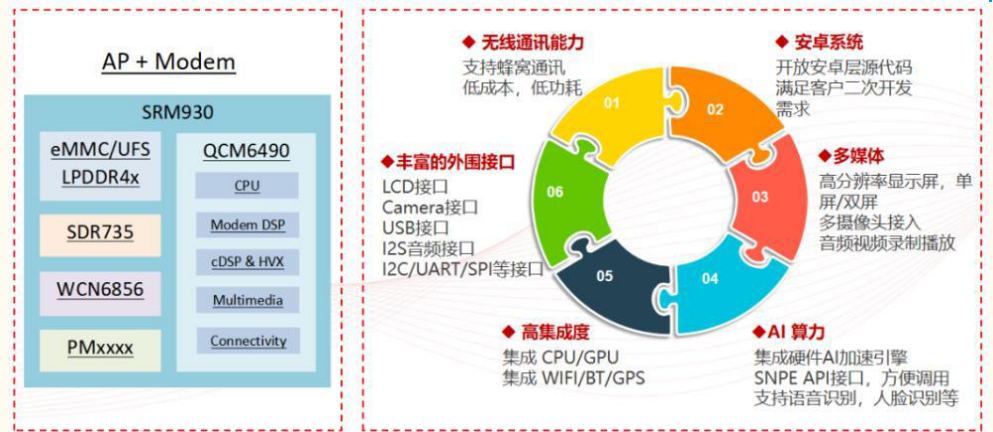 AP + Modem
SRM930
eMMC/UFS
LPDDR4x
SDR735
WCN6856
PMxxxx
QCM6490
CPU
Modem DSP
cDSP & HVX
Multimedia
Connectivity
◆ 无线通讯能力
支持蜂窝通讯
低成本，低功耗
◆ 安卓系统
开放安卓层源代码
满足客户二次开发
需求
◆丰富的外围接口
LCD接口
Camera接口
USB接口
I2S音频接口
I2C/UART/SPI等接口
◆多媒体
高分辨率显示屏，单
屏/双屏
多摄像头接入
音频视频录制播放
◆ 高集成度
集成 CPU/GPU
集成 WIFI/BT/GPS
◆AI 算力
集成硬件AI加速引擎
SNPE API接口，方便调用
支持语音识别，人脸识别等
01
02
03
04
05
06